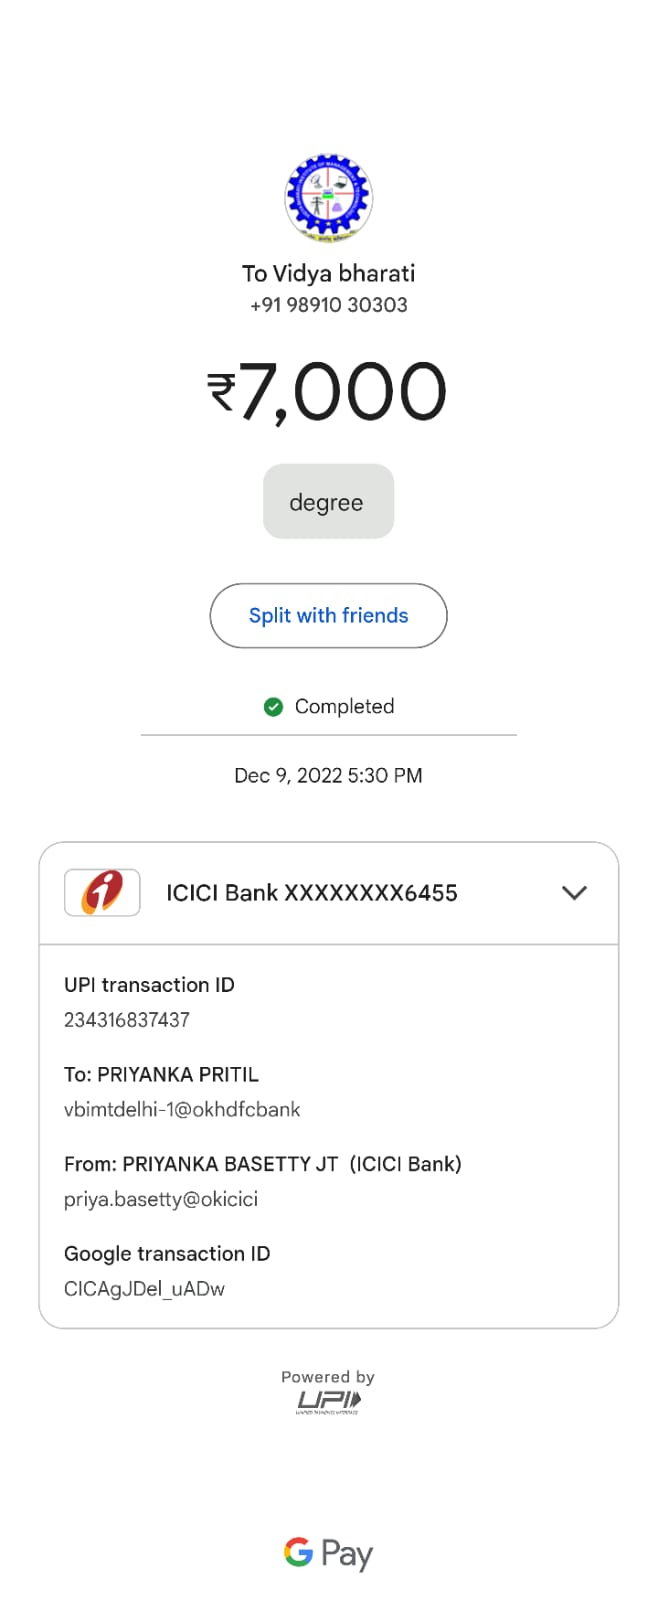 To Vidya bharati
+91 98910 30303
₹7,000
degree
Split with friends
Completed
Dec 9, 2022 5:30 PM
ICICI Bank XXXXXXXX6455
UPI transaction ID
234316837437
To: PRIYANKA PRITIL
vbimtdelhi-1@okhdfcbank
From: PRIYANKA BASETTY JT (ICICI Bank)
priya.basetty@okicici
Google transaction ID
CICAgJDel_uADw
Powered by
UPI
G Pay